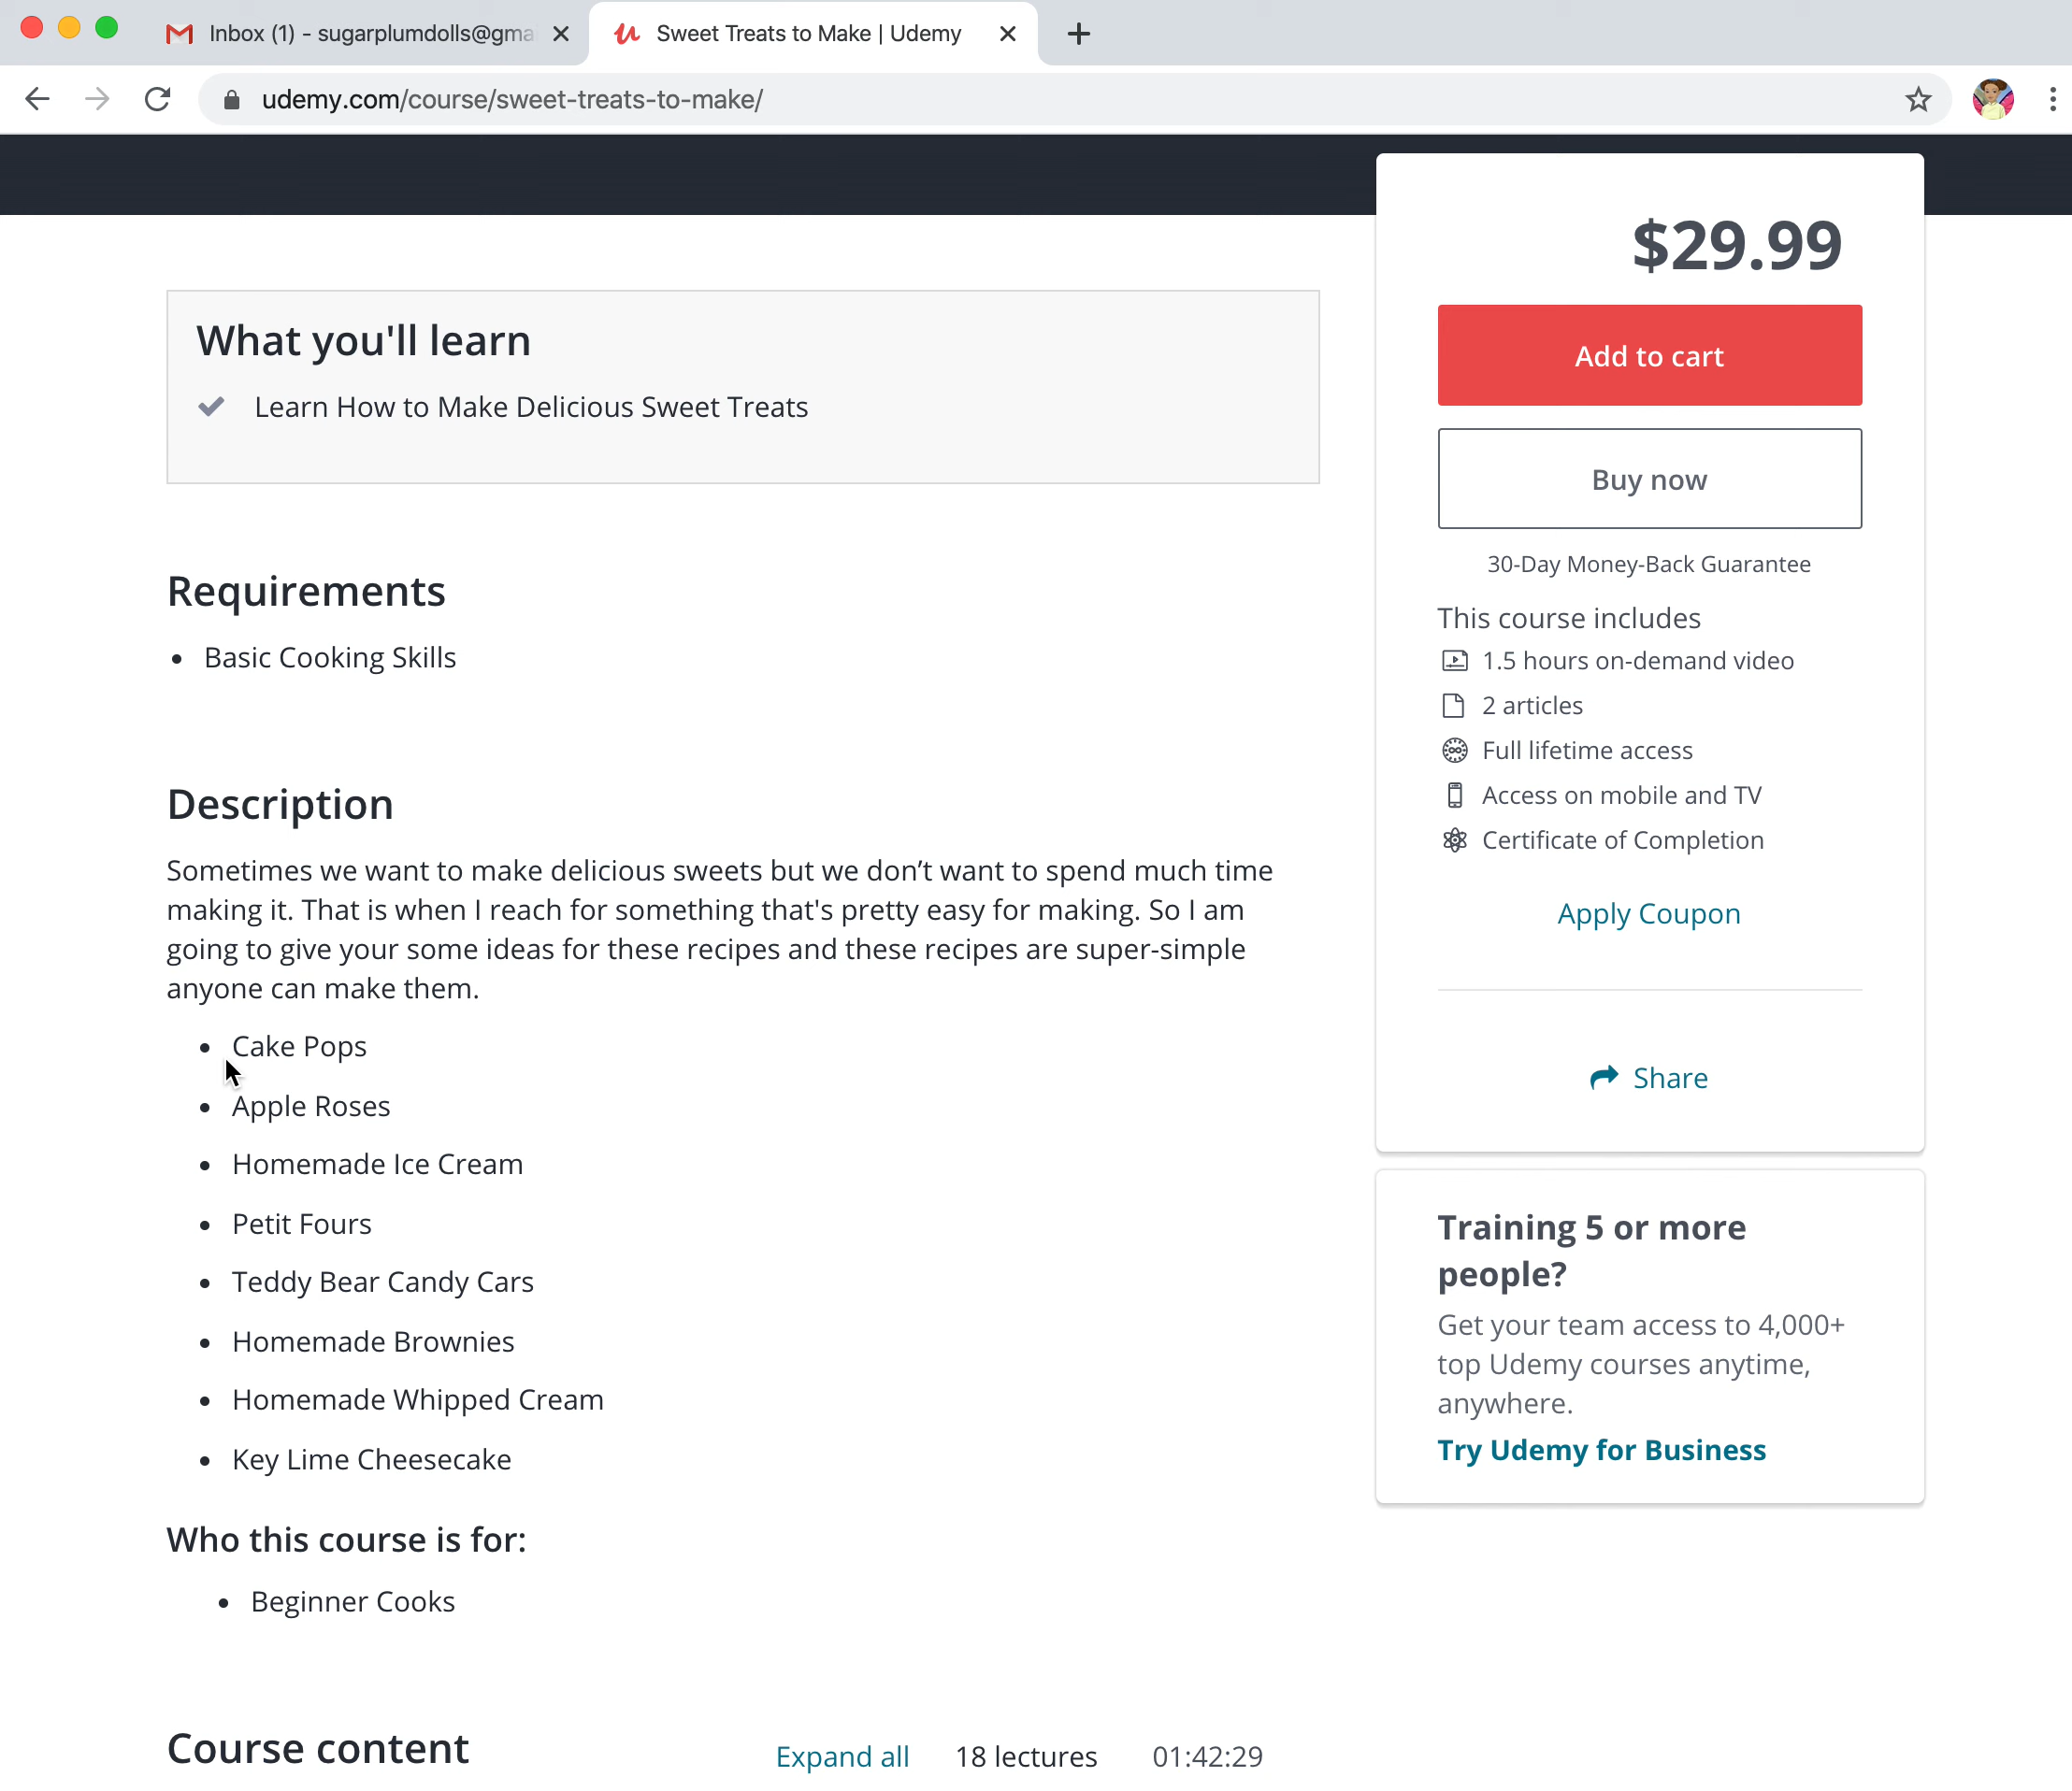 Inbox (1) - sugarplumdolls@gma
Sweet Treats to Make | Udemy
udemy.com/course/sweet-treats-to-make/
$29.99
Add to cart
Buy now
30-Day Money-Back Guarantee
This course includes
1.5 hours on-demand video
2 articles
Full lifetime access
Access on mobile and TV
Certificate of Completion
Apply Coupon
Share
Training 5 or more
people?
Get your team access to 4,000+
top Udemy courses anytime,
anywhere.
Try Udemy for Business
What you'll learn
Learn How to Make Delicious Sweet Treats
Requirements
Basic Cooking Skills
Description
Sometimes we want to make delicious sweets but we don’t want to spend much time
making it. That is when I reach for something that's pretty easy for making. So I am
going to give your some ideas for these recipes and these recipes are super-simple
anyone can make them.
Cake Pops
Apple Roses
Homemade Ice Cream
Petit Fours
Teddy Bear Candy Cars
Homemade Brownies
Homemade Whipped Cream
Key Lime Cheesecake
Who this course is for:
Beginner Cooks
Course content
Expand all 18 lectures 01:42:29